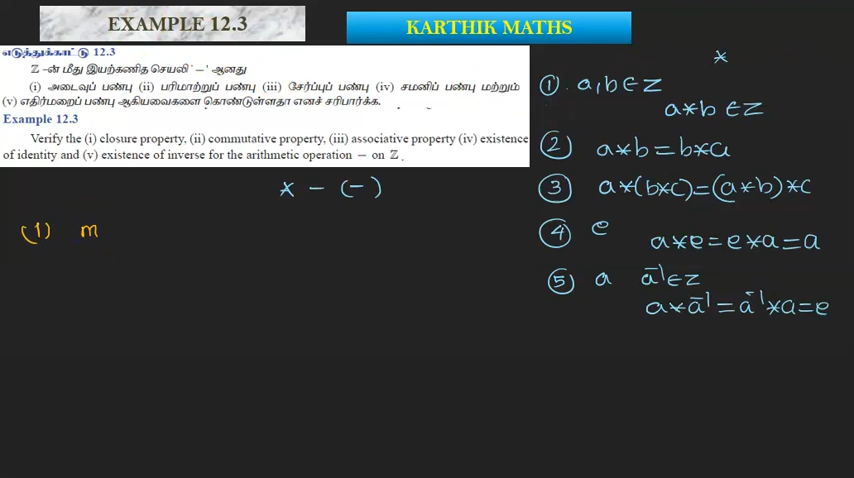 EXAMPLE 12.3
KARTHIK MATHS
எடுத்துக்காட்டு 12.3
ℤ -ன் மீது இயற்கணித செயலி ' − ' ஆனது
(i) அடைவுப் பண்பு (ii) பரிமாற்றுப் பண்பு (iii) சேர்ப்புப் பண்பு (iv) சமனிப் பண்பு மற்றும்
(v) எதிர்மறைப் பண்பு ஆகியவைகளை கொண்டுள்ளதா எனச் சரிபார்க்க.
Example 12.3
Verify the (i) closure property, (ii) commutative property, (iii) associative property (iv) existence
of identity and (v) existence of inverse for the arithmetic operation − on ℤ.
* − (−)
(1) m
*
① a,b∈Z
a*b ∈Z
② a*b=b*a
③ a*(b*c)=(a*b)*c
④ e
a*e=e*a=a
⑤ a a⁻¹∈Z
a*a⁻¹=a⁻¹*a=e